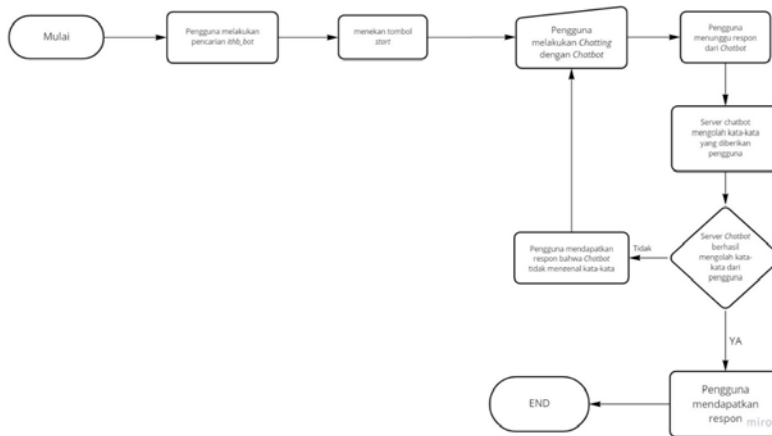 Mulai
Pengguna melakukan
pencarian ithb_bot
menekan tombol
start
Pengguna
melakukan Chatting
dengan Chatbot
Pengguna
menunggu respon
dari Chatbot
Server chatbot
mengolah kata-kata
yang diberikan
pengguna
Server Chatbot
berhasil
mengolah kata-
kata dari
pengguna
Tidak
Pengguna mendapatkan
respon bahwa Chatbot
tidak mengenal kata-kata
YA
Pengguna
mendapatkan
respon
END
miro